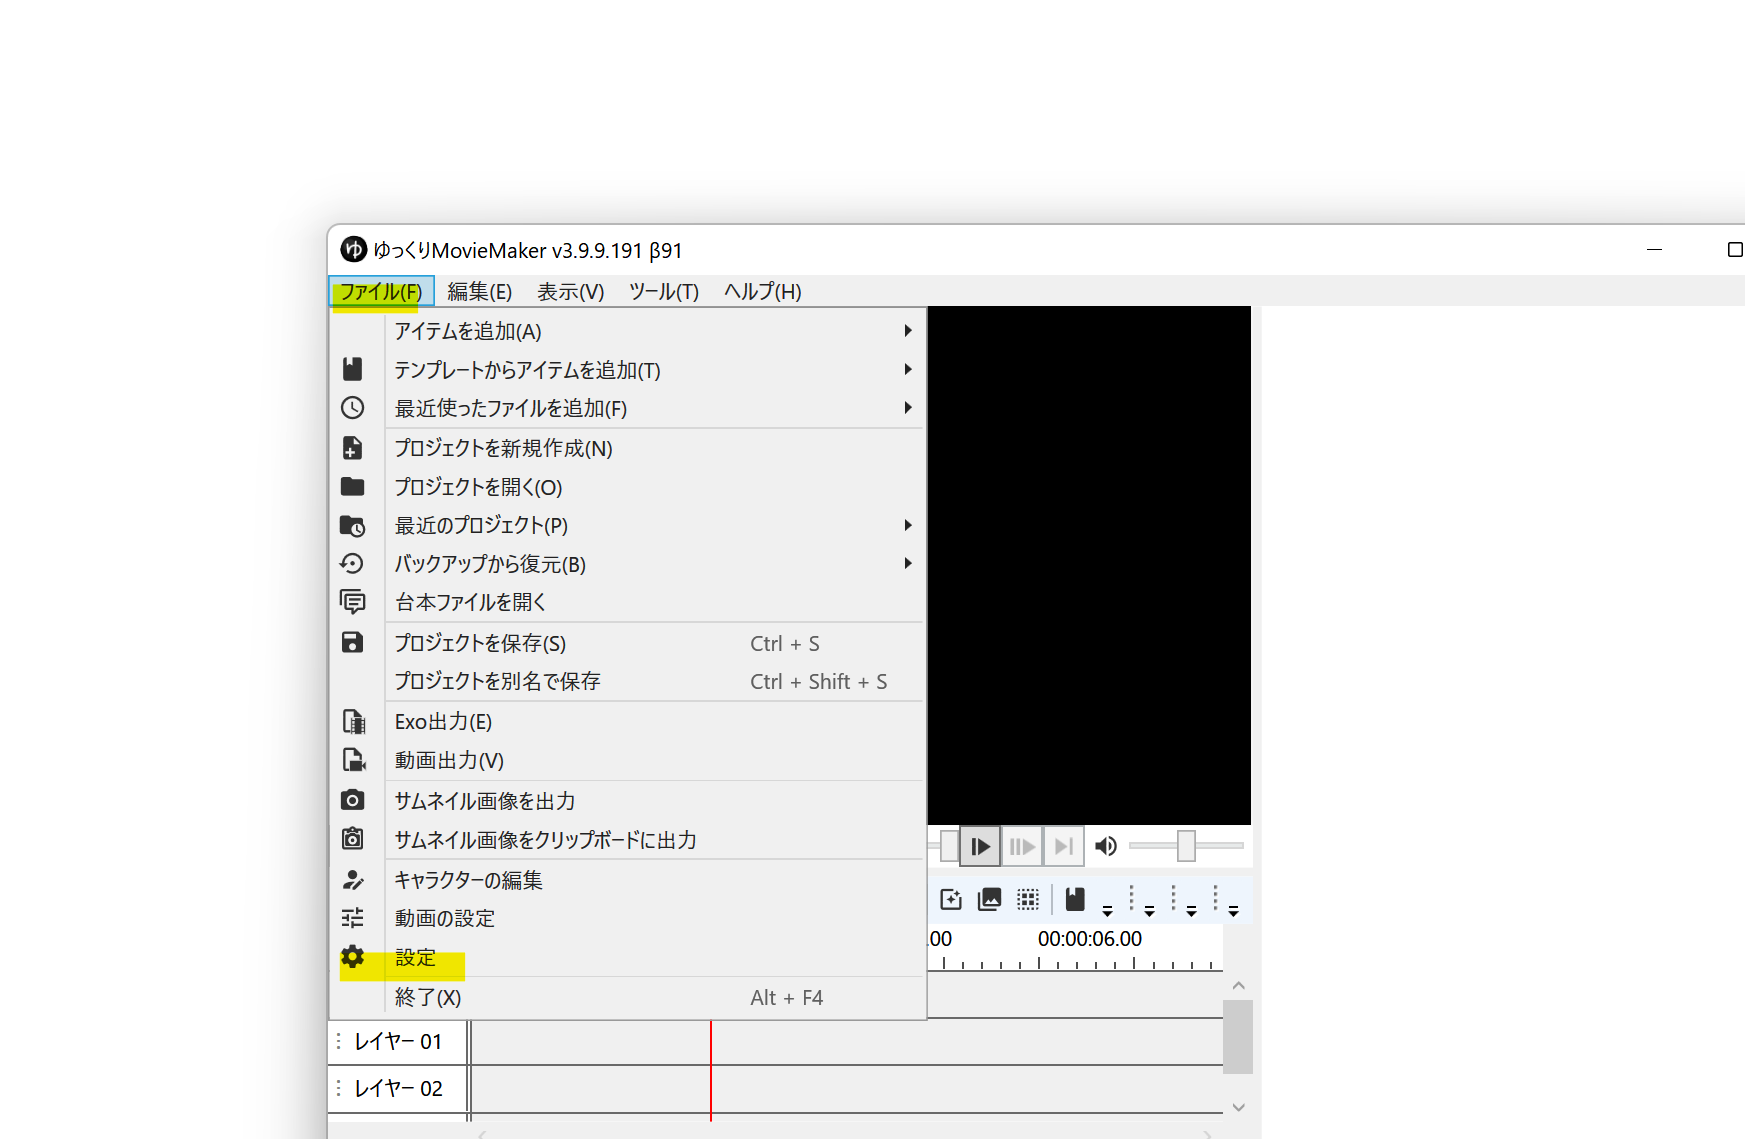 ゆ ゆっくりMovieMaker v3.9.9.191 β91
ファイル(F) 編集(E) 表示(V) ツール(T) ヘルプ(H)
アイテムを追加(A)
テンプレートからアイテムを追加(T)
最近使ったファイルを追加(F)
プロジェクトを新規作成(N)
プロジェクトを開く(O)
最近のプロジェクト(P)
バックアップから復元(B)
台本ファイルを開く
プロジェクトを保存(S) Ctrl + S
プロジェクトを別名で保存 Ctrl + Shift + S
Exo出力(E)
動画出力(V)
サムネイル画像を出力
サムネイル画像をクリップボードに出力
キャラクターの編集
動画の設定
設定
終了(X) Alt + F4
.00 00:00:06.00
レイヤー 01
レイヤー 02